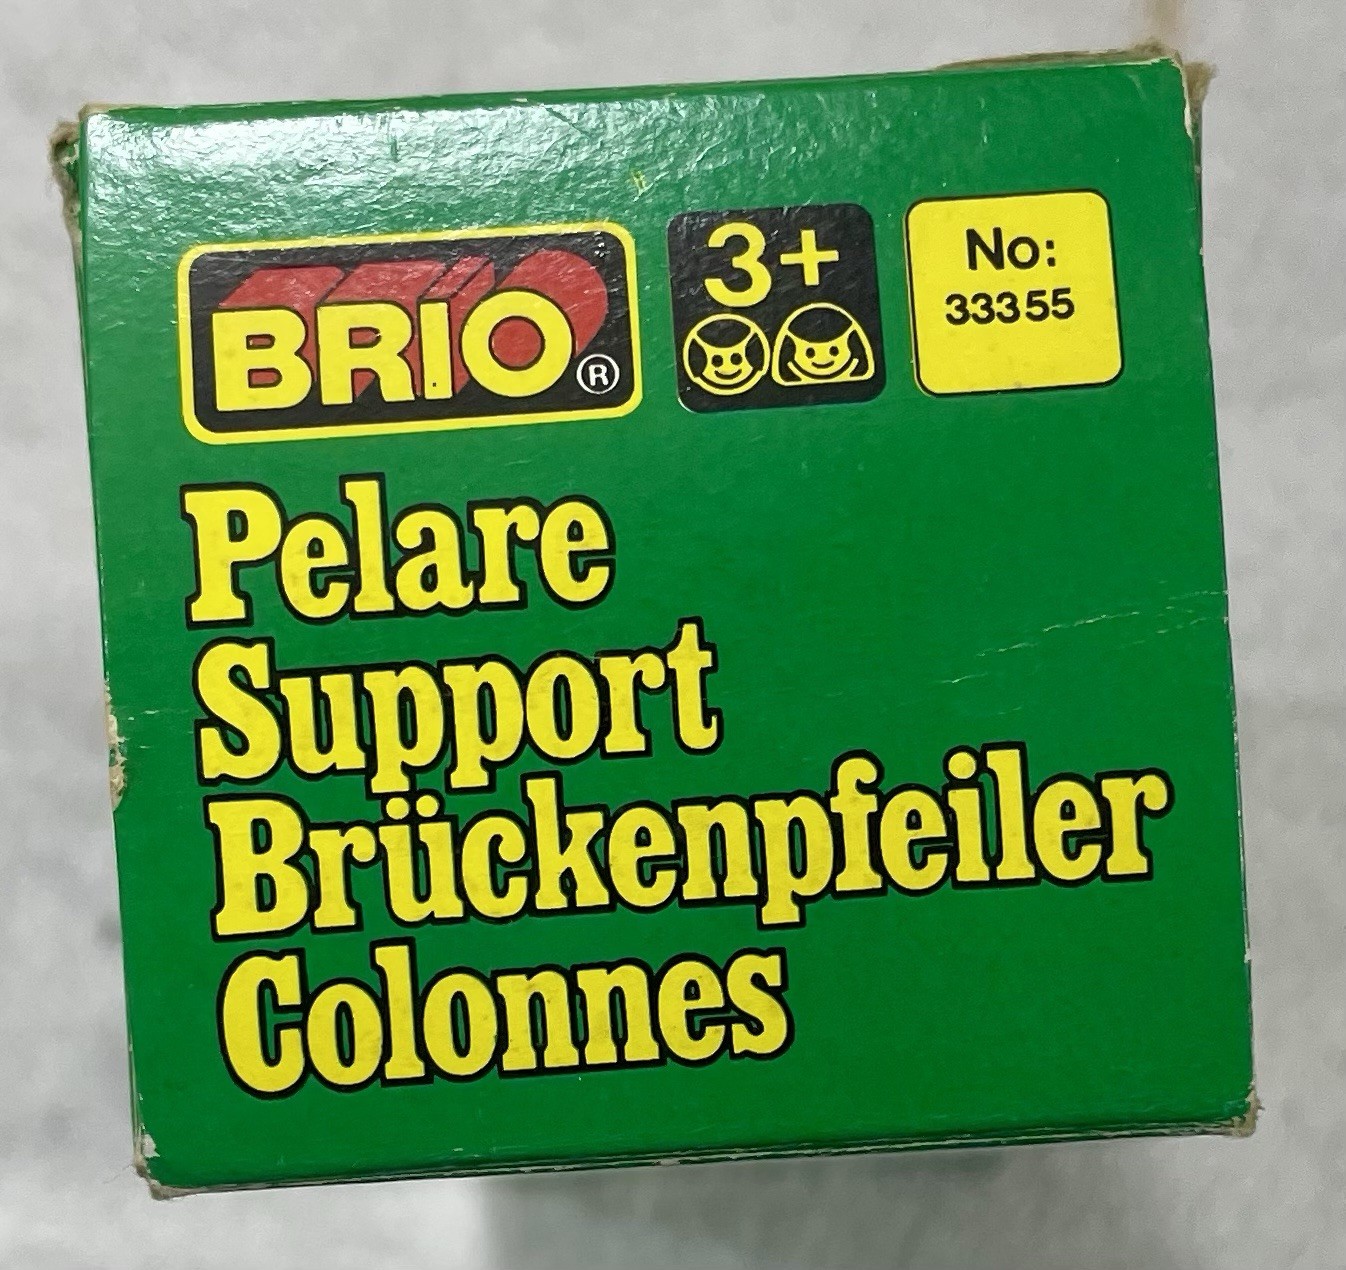 BRIO®
3+
No:
33355
Pelare
Support
Brückenpfeiler
Colonnes